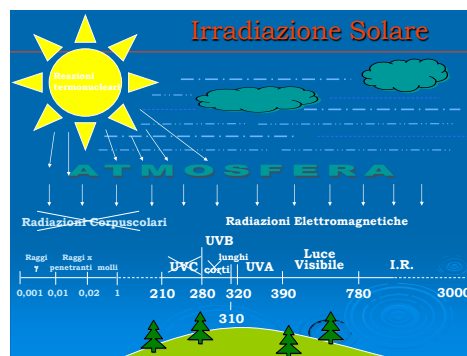 Irradiazione Solare
Reazioni
termonucleari
ATMOSFERA
Radiazioni Corpuscolari
Radiazioni Elettromagnetiche
UVB
Raggi
γ
Raggi x
penetranti molli
UVC
lunghi
corti
UVA
Luce
Visibile
I.R.
0,001 0,01 0,02 1 210 280 320 390 780 3000
310